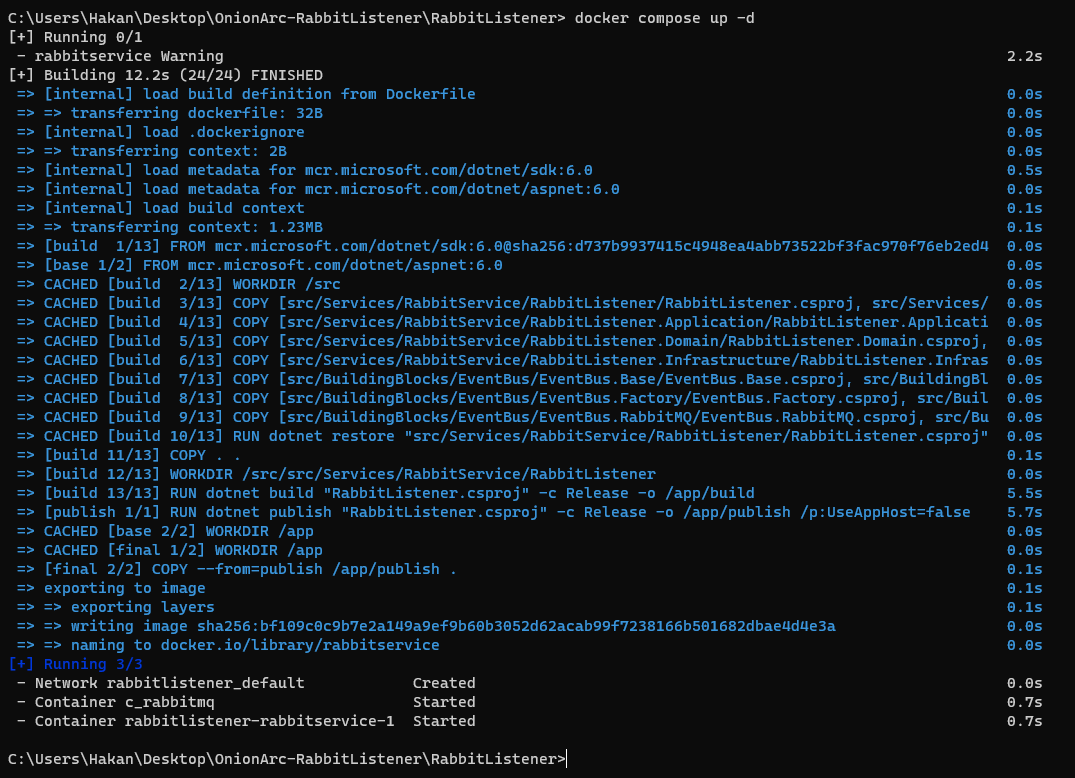 C:\Users\Hakan\Desktop\OnionArc-RabbitListener\RabbitListener> docker compose up -d
[+] Running 0/1
 - rabbitservice Warning 2.2s
[+] Building 12.2s (24/24) FINISHED
 => [internal] load build definition from Dockerfile 0.0s
 => => transferring dockerfile: 32B 0.0s
 => [internal] load .dockerignore 0.0s
 => => transferring context: 2B 0.0s
 => [internal] load metadata for mcr.microsoft.com/dotnet/sdk:6.0 0.5s
 => [internal] load metadata for mcr.microsoft.com/dotnet/aspnet:6.0 0.0s
 => [internal] load build context 0.1s
 => => transferring context: 1.23MB 0.1s
 => [build  1/13] FROM mcr.microsoft.com/dotnet/sdk:6.0@sha256:d737b9937415c4948ea4abb73522bf3fac970f76eb2ed4 0.0s
 => [base 1/2] FROM mcr.microsoft.com/dotnet/aspnet:6.0 0.0s
 => CACHED [build  2/13] WORKDIR /src 0.0s
 => CACHED [build  3/13] COPY [src/Services/RabbitService/RabbitListener/RabbitListener.csproj, src/Services/ 0.0s
 => CACHED [build  4/13] COPY [src/Services/RabbitService/RabbitListener.Application/RabbitListener.Applicati 0.0s
 => CACHED [build  5/13] COPY [src/Services/RabbitService/RabbitListener.Domain/RabbitListener.Domain.csproj, 0.0s
 => CACHED [build  6/13] COPY [src/Services/RabbitService/RabbitListener.Infrastructure/RabbitListener.Infras 0.0s
 => CACHED [build  7/13] COPY [src/BuildingBlocks/EventBus/EventBus.Base/EventBus.Base.csproj, src/BuildingBl 0.0s
 => CACHED [build  8/13] COPY [src/BuildingBlocks/EventBus/EventBus.Factory/EventBus.Factory.csproj, src/Buil 0.0s
 => CACHED [build  9/13] COPY [src/BuildingBlocks/EventBus/EventBus.RabbitMQ/EventBus.RabbitMQ.csproj, src/Bu 0.0s
 => CACHED [build 10/13] RUN dotnet restore "src/Services/RabbitService/RabbitListener/RabbitListener.csproj" 0.0s
 => [build 11/13] COPY . . 0.1s
 => [build 12/13] WORKDIR /src/src/Services/RabbitService/RabbitListener 0.0s
 => [build 13/13] RUN dotnet build "RabbitListener.csproj" -c Release -o /app/build 5.5s
 => [publish 1/1] RUN dotnet publish "RabbitListener.csproj" -c Release -o /app/publish /p:UseAppHost=false 5.7s
 => CACHED [base 2/2] WORKDIR /app 0.0s
 => CACHED [final 1/2] WORKDIR /app 0.0s
 => [final 2/2] COPY --from=publish /app/publish . 0.1s
 => exporting to image 0.1s
 => => exporting layers 0.1s
 => => writing image sha256:bf109c0c9b7e2a149a9ef9b60b3052d62acab99f7238166b501682dbae4d4e3a 0.0s
 => => naming to docker.io/library/rabbitservice 0.0s
[+] Running 3/3
 - Network rabbitlistener_default Created 0.0s
 - Container c_rabbitmq Started 0.7s
 - Container rabbitlistener-rabbitservice-1 Started 0.7s
C:\Users\Hakan\Desktop\OnionArc-RabbitListener\RabbitListener>